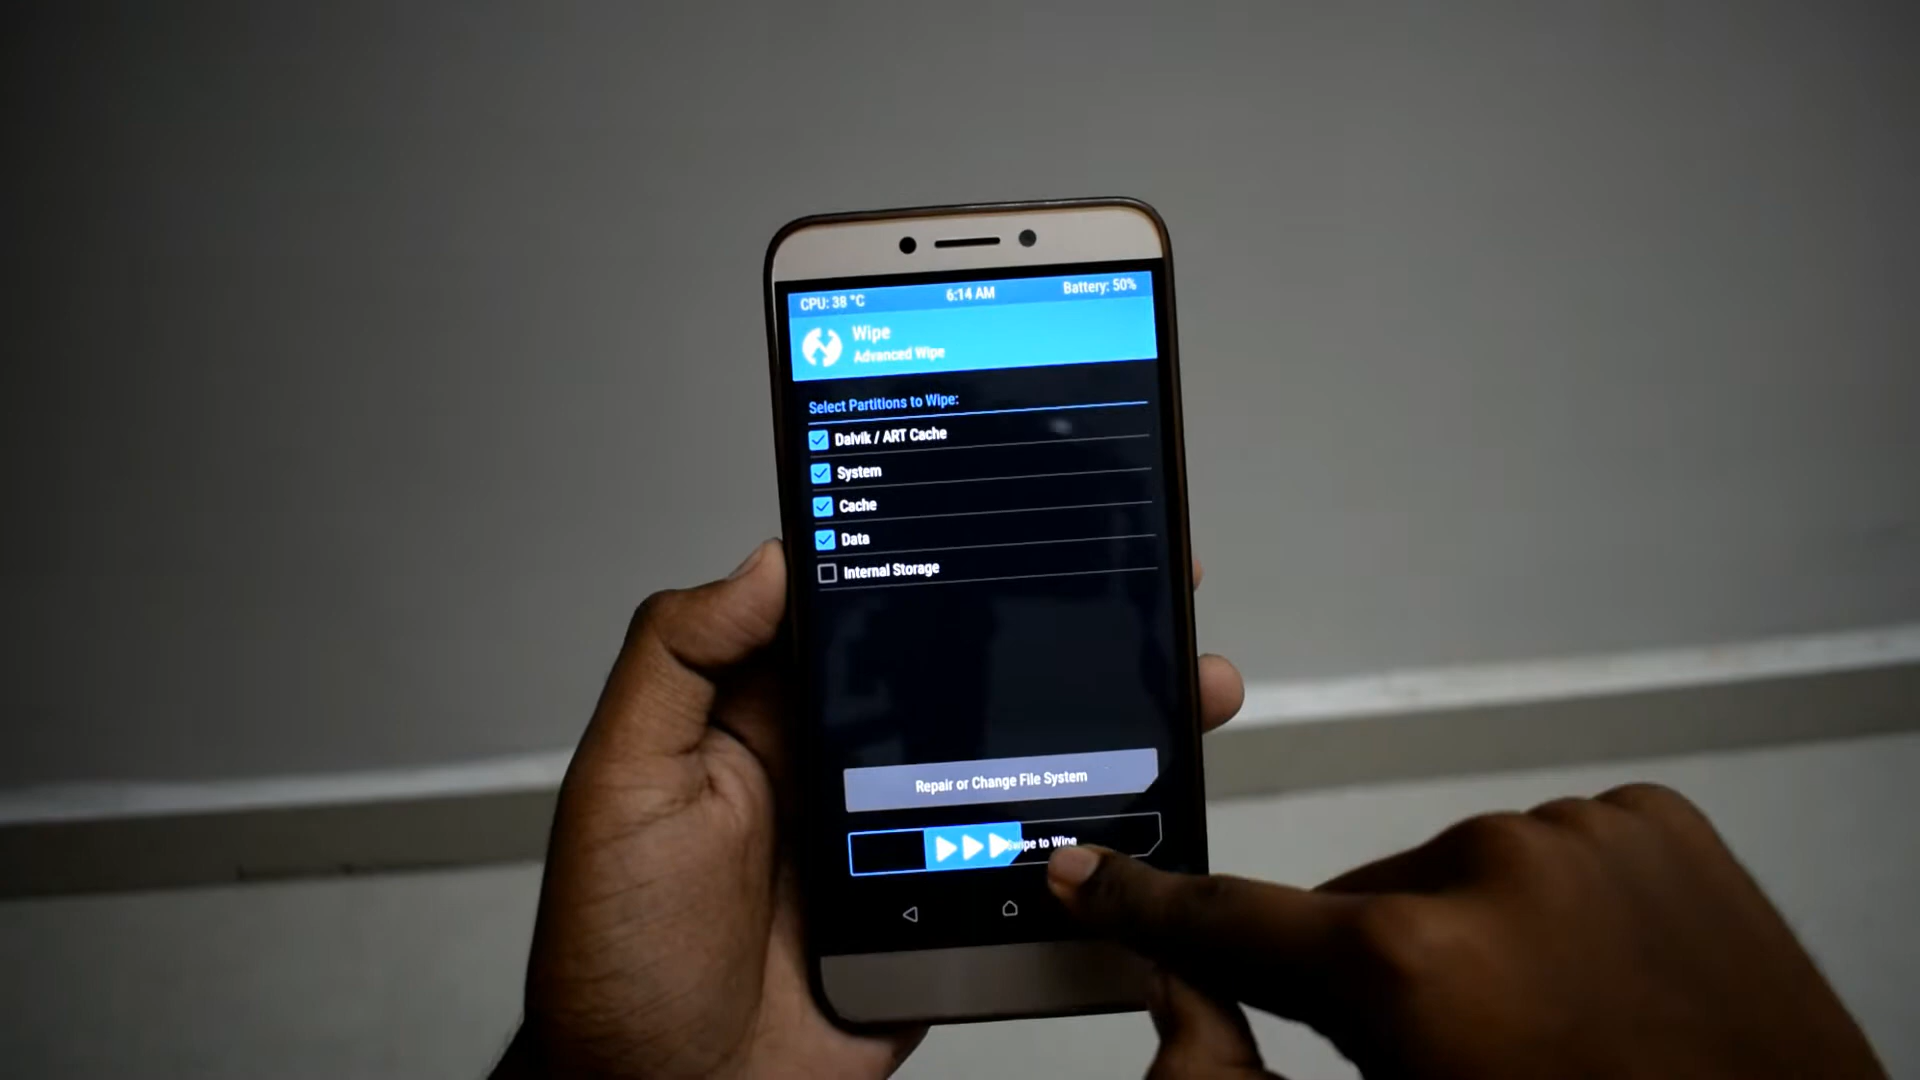 CPU: 38 °C 6:14 AM Battery: 50%
Wipe
Advanced Wipe
Select Partitions to Wipe:
Dalvik / ART Cache
System
Cache
Data
Internal Storage
Repair or Change File System
Swipe to Wipe